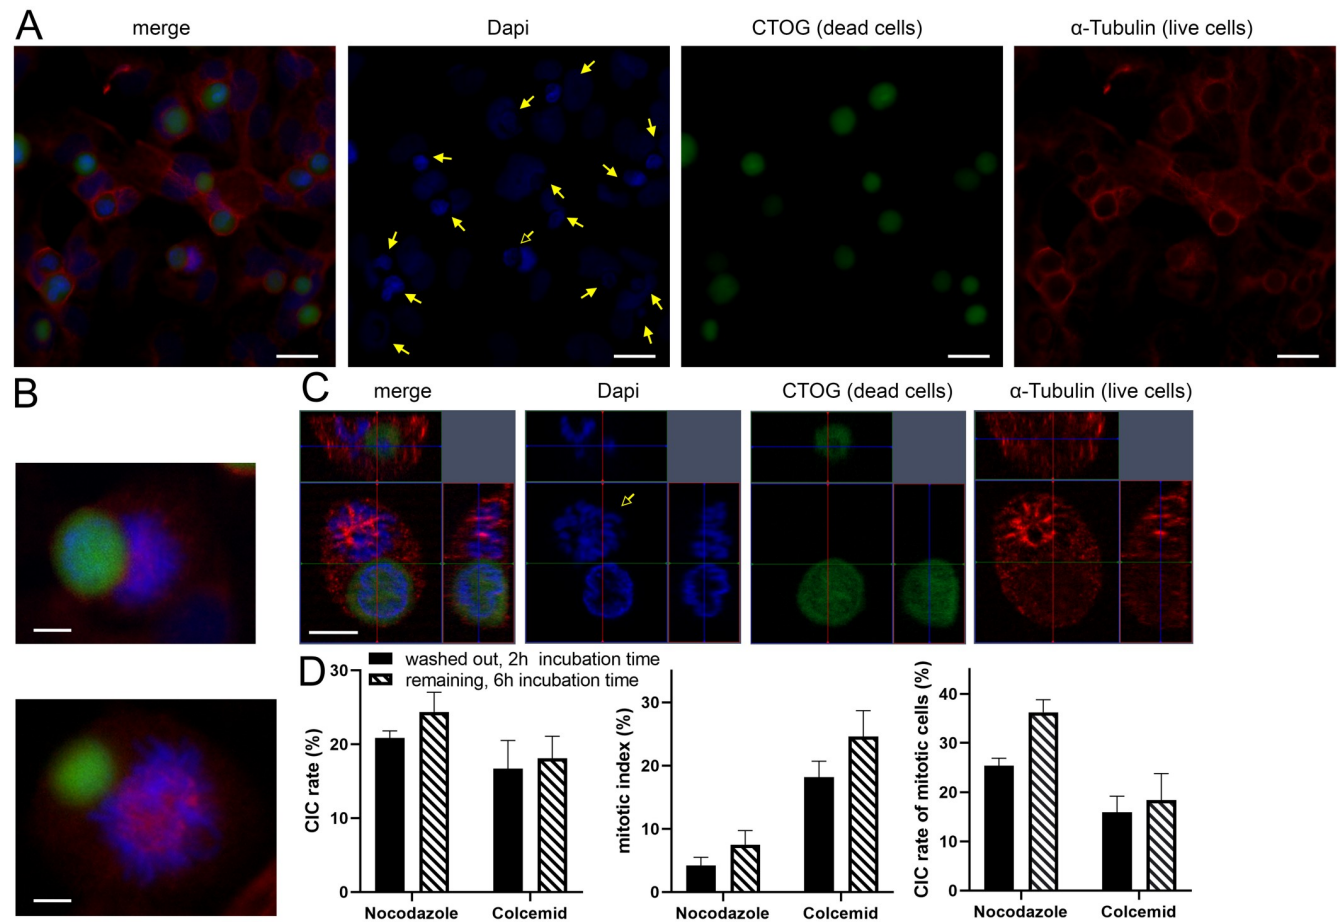 A
merge
Dapi
CTOG (dead cells)
α-Tubulin (live cells)
B
C
merge
Dapi
CTOG (dead cells)
α-Tubulin (live cells)
D
washed out, 2h incubation time
remaining, 6h incubation time
CIC rate (%)
30
20
10
0
Nocodazole
Colcemid
mitotic index (%)
30
20
10
0
Nocodazole
Colcemid
CIC rate of mitotic cells (%)
40
30
20
10
0
Nocodazole
Colcemid